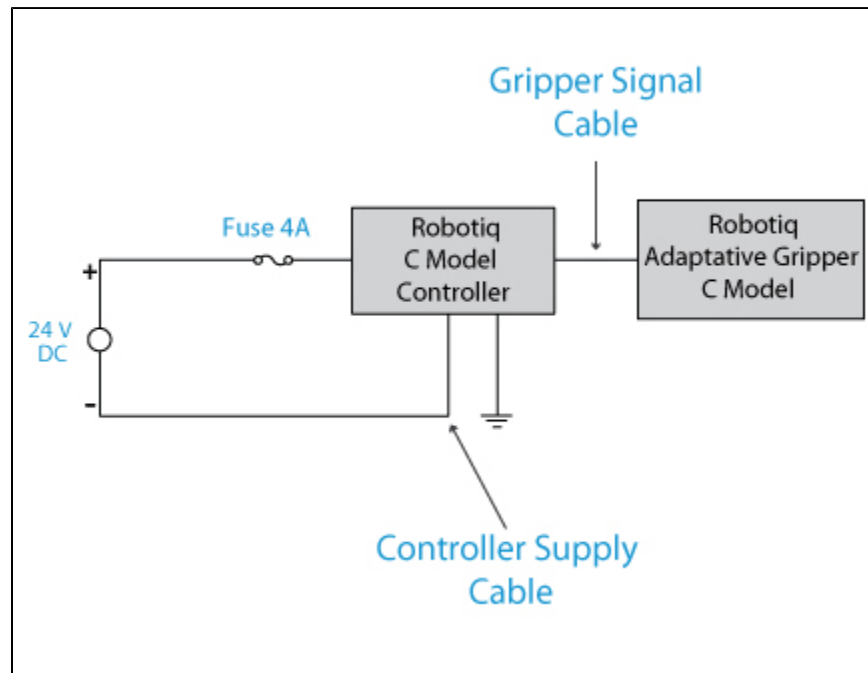 Gripper Signal
Cable
Fuse 4A
Robotiq
C Model
Controller
Robotiq
Adaptative Gripper
C Model
+
24 V
DC
-
Controller Supply
Cable